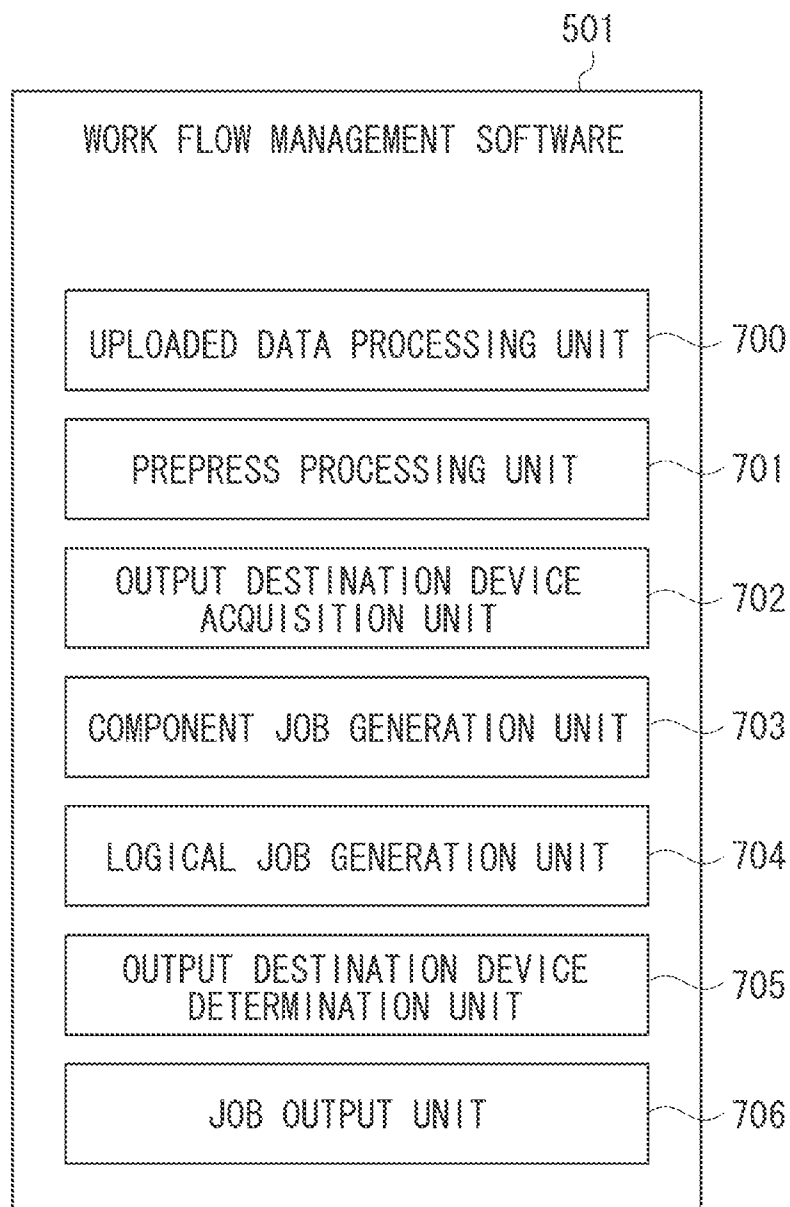 501
WORK FLOW MANAGEMENT SOFTWARE
UPLOADED DATA PROCESSING UNIT
700
PREPRESS PROCESSING UNIT
701
OUTPUT DESTINATION DEVICE
ACQUISITION UNIT
702
COMPONENT JOB GENERATION UNIT
703
LOGICAL JOB GENERATION UNIT
704
OUTPUT DESTINATION DEVICE
DETERMINATION UNIT
705
JOB OUTPUT UNIT
706